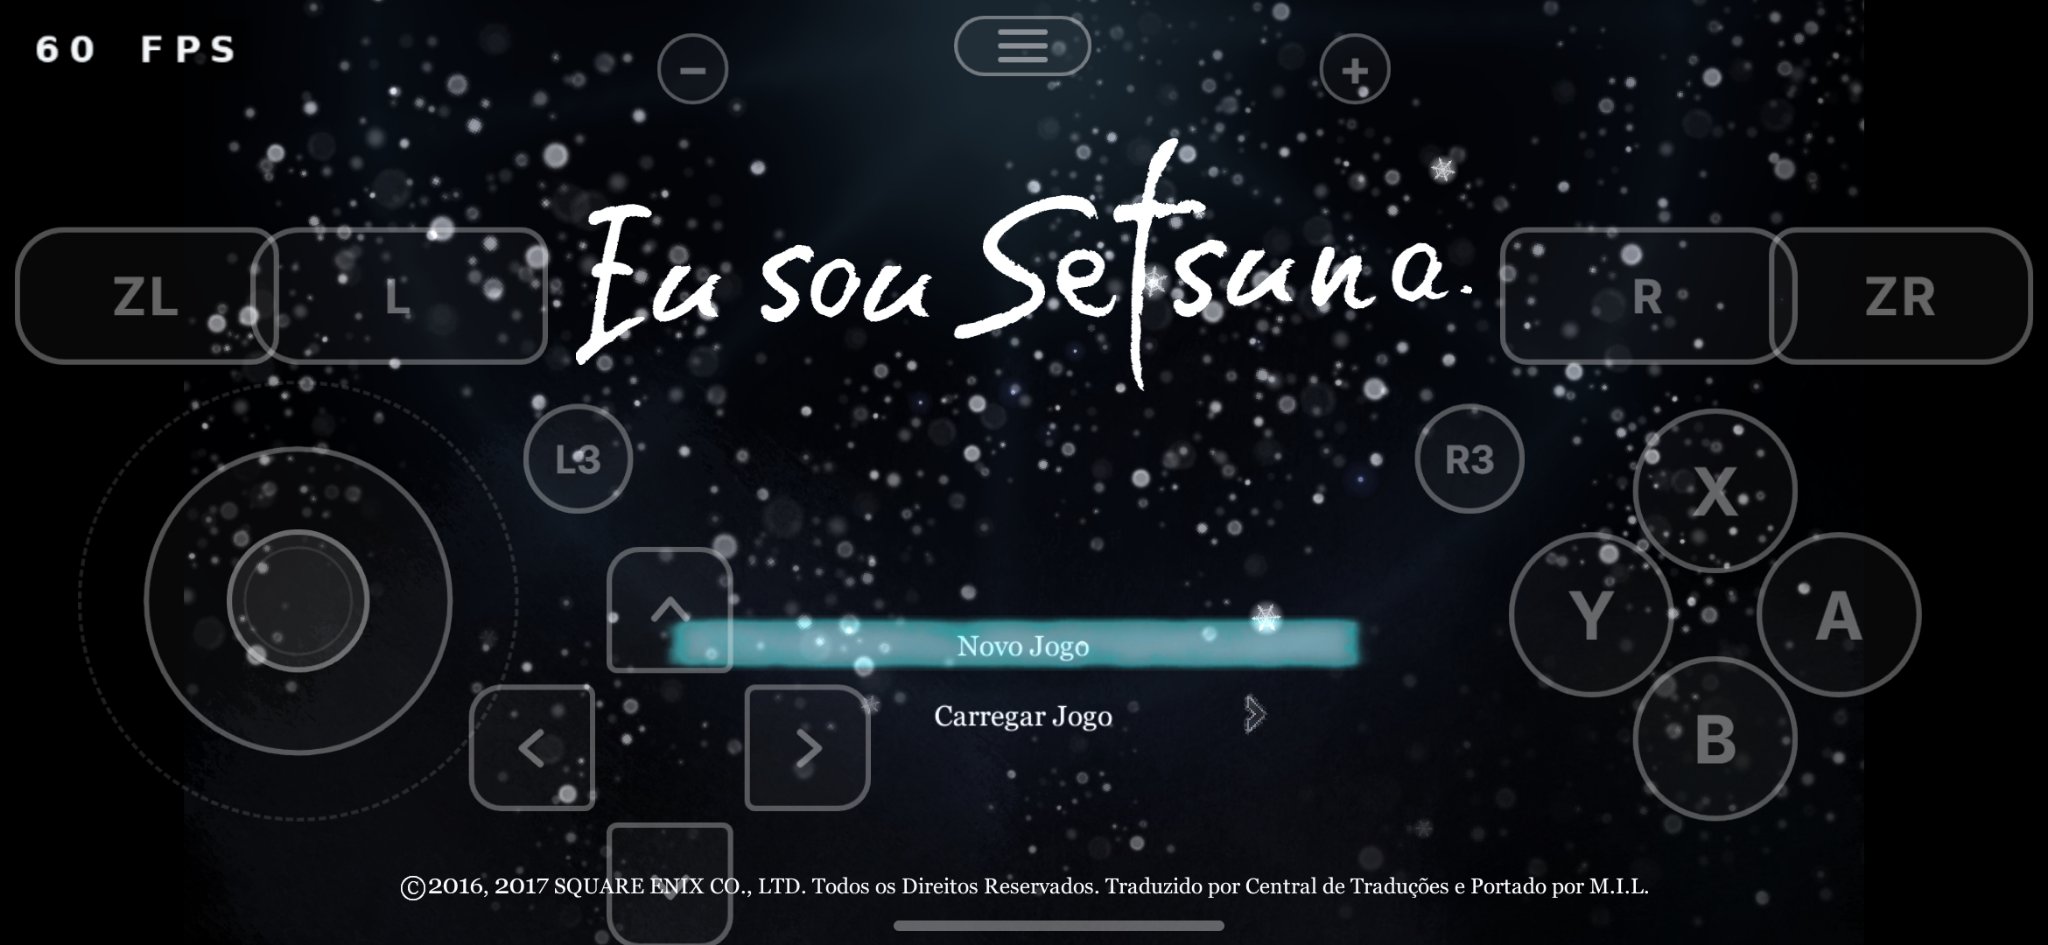 60 FPS
Eu sou Setsuna.
ZL
L
R
ZR
L3
R3
X
Y
A
B
Novo Jogo
Carregar Jogo
©2016, 2017 SQUARE ENIX CO., LTD. Todos os Direitos Reservados. Traduzido por Central de Traduções e Portado por M.I.L.